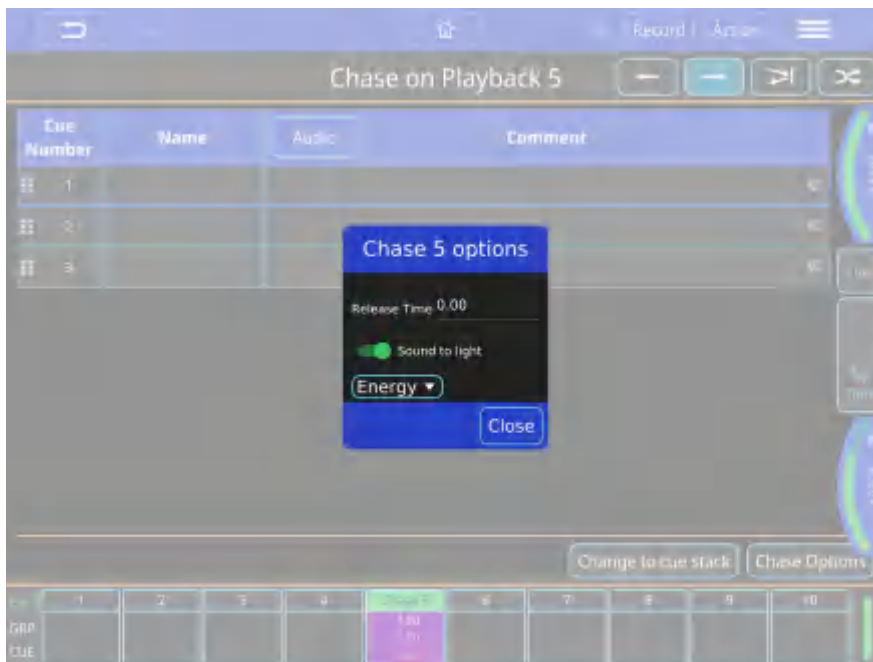 Record
Chase on Playback 5
Cue
Number
Name
Audio
Comment
1
2
3
Chase 5 options
Release Time 0.00
Sound to light
Energy
Close
Change to cue stack
Chase Options
1 2 3 4 6 7 8 9 10
GRP
CUE